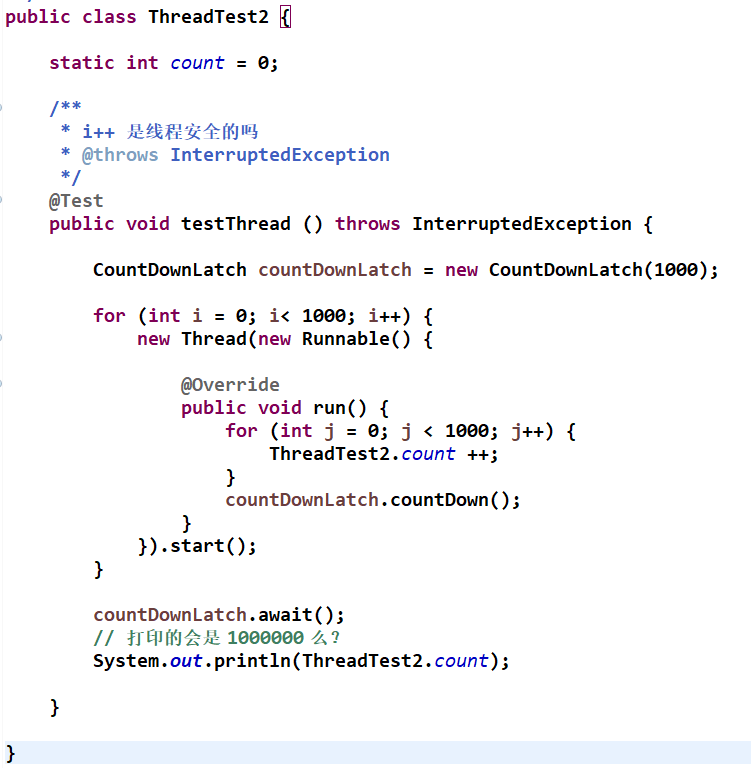 public class ThreadTest2 {
static int count = 0;
/**
* i++ 是线程安全的吗
* @throws InterruptedException
*/
@Test
public void testThread () throws InterruptedException {
CountDownLatch countDownLatch = new CountDownLatch(1000);
for (int i = 0; i< 1000; i++) {
new Thread(new Runnable() {
@Override
public void run() {
for (int j = 0; j < 1000; j++) {
ThreadTest2.count ++;
}
countDownLatch.countDown();
}
}).start();
}
countDownLatch.await();
// 打印的会是 1000000 么?
System.out.println(ThreadTest2.count);
}
}